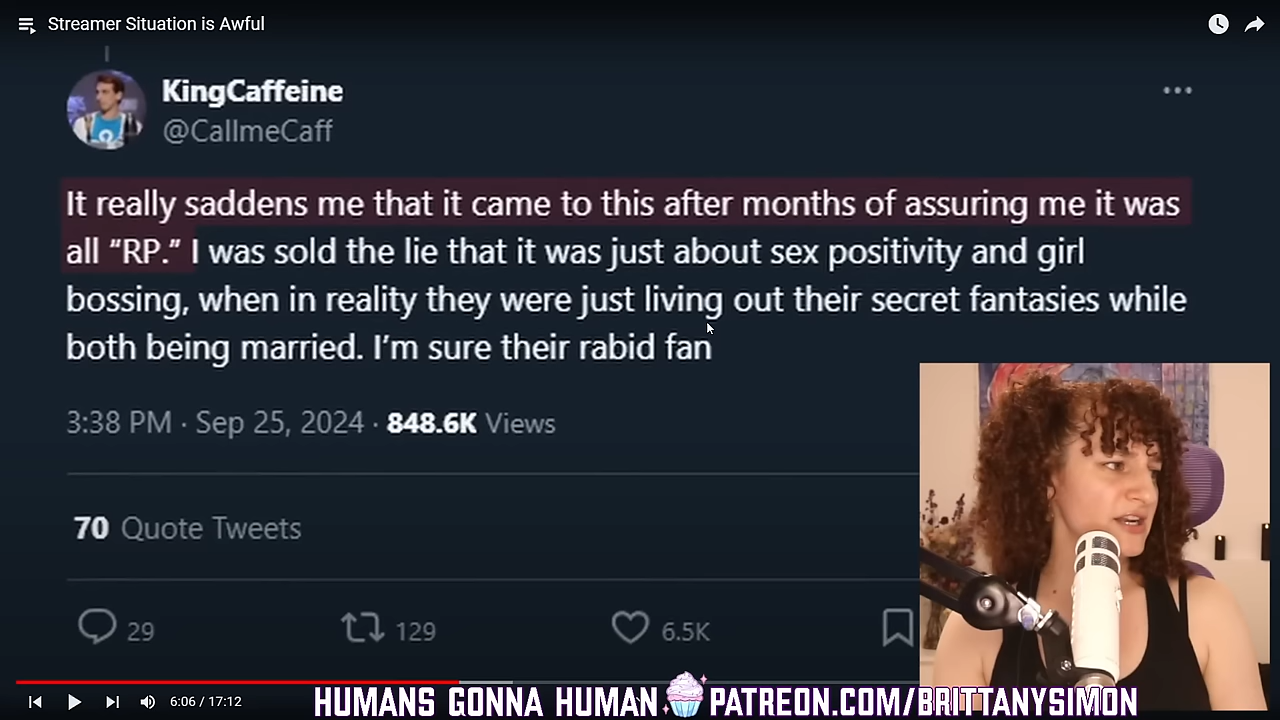 Streamer Situation is Awful
KingCaffeine
@CallmeCaff
It really saddens me that it came to this after months of assuring me it was
all “RP.” I was sold the lie that it was just about sex positivity and girl
bossing, when in reality they were just living out their secret fantasies while
both being married. I’m sure their rabid fan
3:38 PM · Sep 25, 2024 · 848.6K Views
70 Quote Tweets
29 129 6.5K
6:06 / 17:12
HUMANS GONNA HUMAN PATREON.COM/BRITTANYSIMON